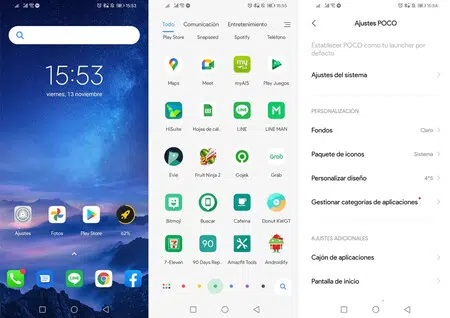 15:53
15:53
viernes, 13 noviembre
Ajustes
Fotos
Play Store
62%
15:55
Todo
Comunicación
Entretenimiento
Play Store
Snapseed
Spotify
Teléfono
Maps
Meet
myAIS
Play Juegos
HiSuite
Hojas de cál..
LINE
LINE MAN
Evie
Fruit Ninja 2
Gojek
Grab
Bitmoji
Buscar
Cafeína
Donut KWGT
7-Eleven
90 Days Rep..
Amazfit Tools
Androidify
15:54
Ajustes POCO
Establecer POCO como tu launcher por
defecto
Ajustes del sistema
PERSONALIZACIÓN
Fondos
Claro
Paquete de iconos
Sistema
Personalizar diseño
4*5
Gestionar categorías de aplicaciones
AJUSTES ADICIONALES
Cajón de aplicaciones
Pantalla de inicio